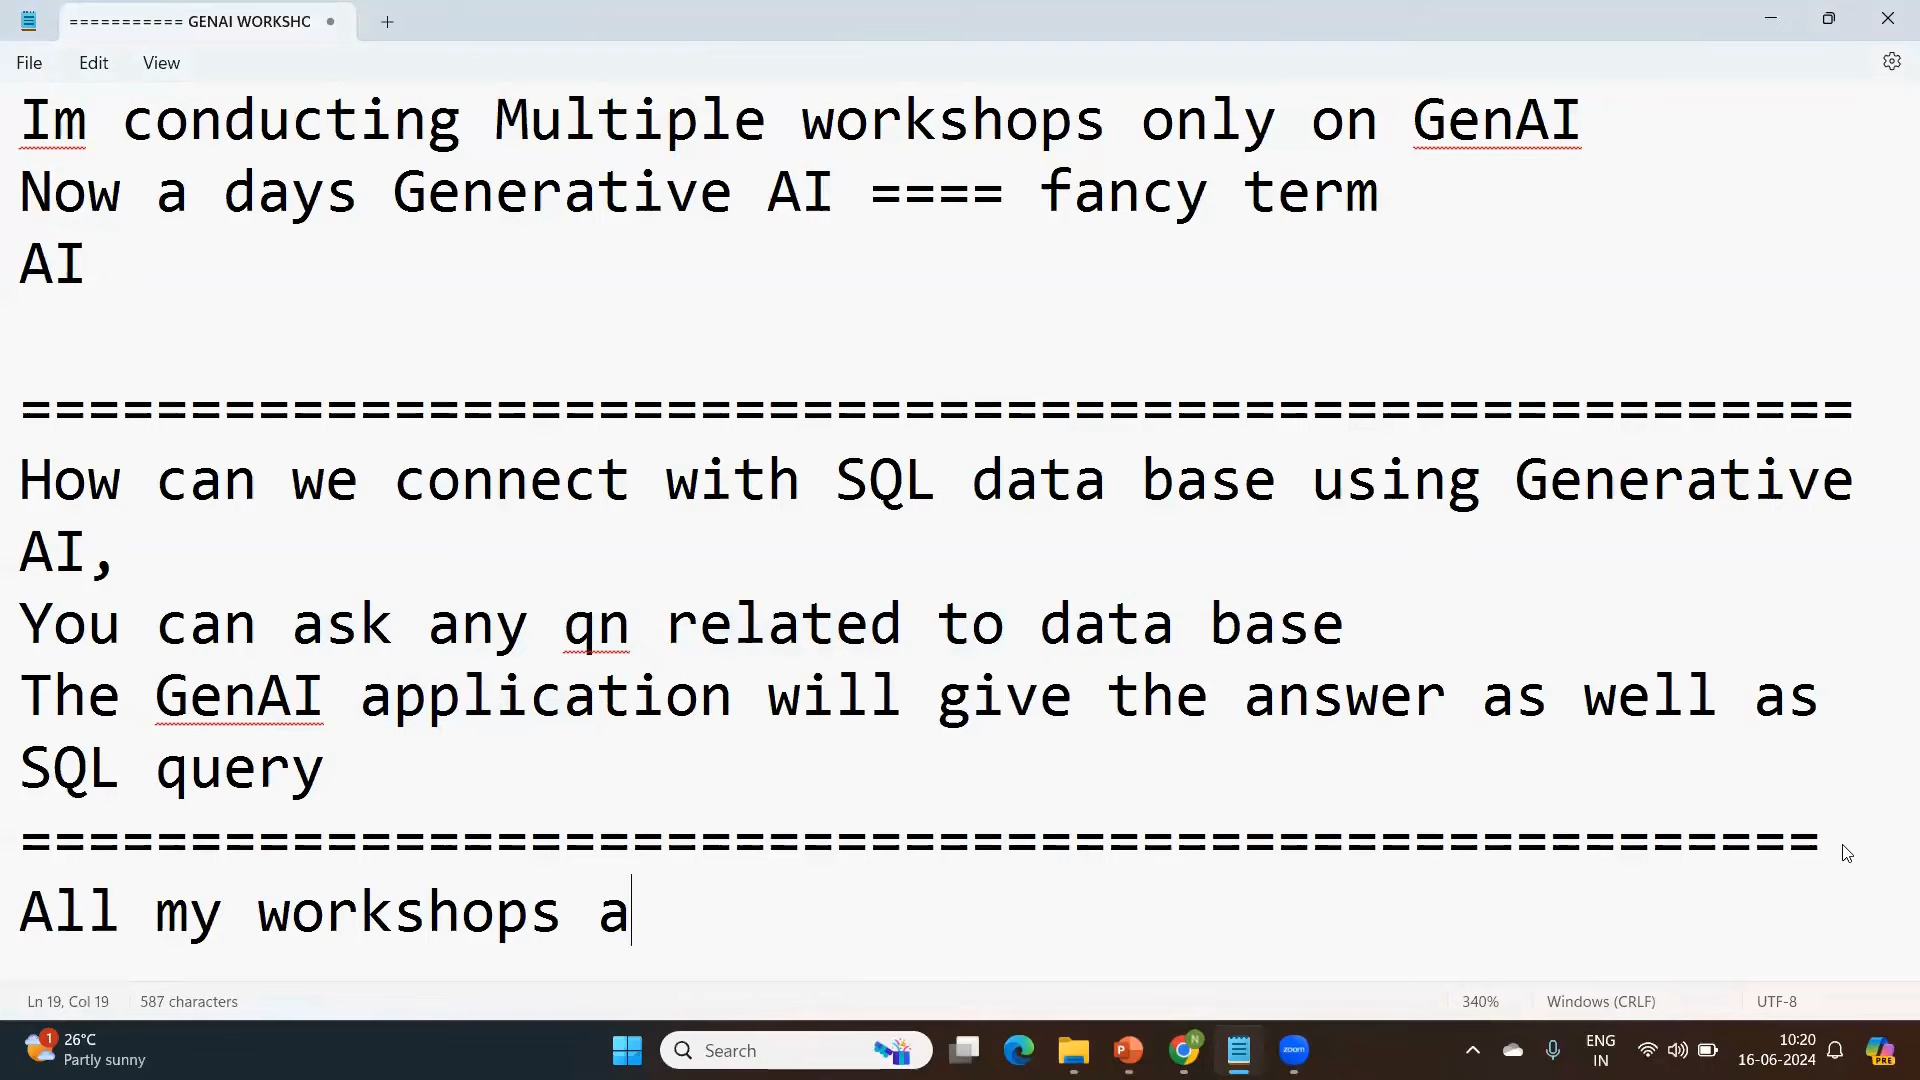 =========== GENAI WORKSHC
File Edit View
Im conducting Multiple workshops only on GenAI
Now a days Generative AI ==== fancy term
AI
======================================================
How can we connect with SQL data base using Generative
AI,
You can ask any qn related to data base
The GenAI application will give the answer as well as
SQL query
=====================================================
All my workshops a
Ln 19, Col 19 587 characters 340% Windows (CRLF) UTF-8
1 26°C
Partly sunny
Search
zoom
N
PRE
ENG
IN
10:20
16-06-2024